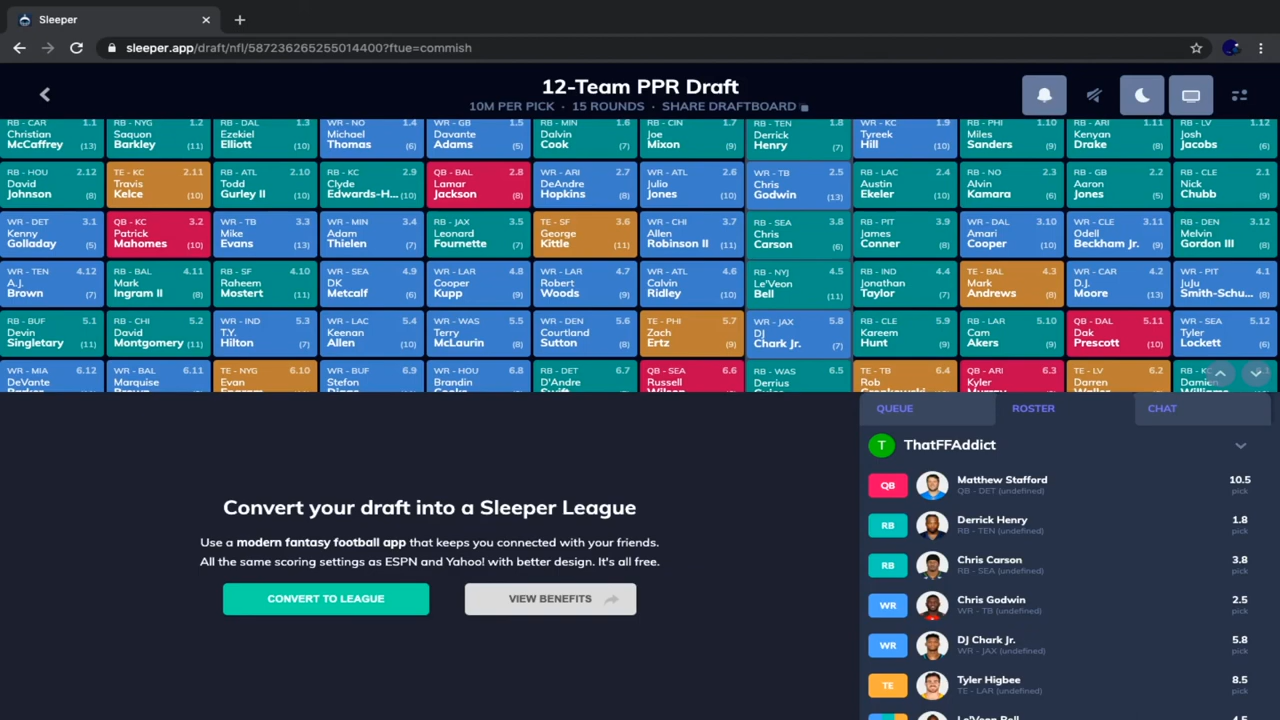 Sleeper
sleeper.app/draft/nfl/587236265255014400?ftue=commish
12-Team PPR Draft
10M PER PICK · 15 ROUNDS · SHARE DRAFTBOARD
RB - CAR 1.1 RB - NYG 1.2 RB - DAL 1.3 WR - NO 1.4 WR - GB 1.5 RB - MIN 1.6 RB - CIN 1.7 RB - TEN 1.8 WR - KC 1.9 RB - PHI 1.10 RB - ARI 1.11 RB - LV 1.12
Christian Saquon Ezekiel Michael Davante Dalvin Joe Derrick Tyreek Miles Kenyan Josh
McCaffrey (13) Barkley (11) Elliott (10) Thomas (6) Adams (5) Cook (7) Mixon (9) Henry (7) Hill (10) Sanders (9) Drake (8) Jacobs (6)
RB - HOU 2.12 TE - KC 2.11 RB - ATL 2.10 RB - KC 2.9 QB - BAL 2.8 WR - ARI 2.7 WR - ATL 2.6 WR - TB 2.5 RB - LAC 2.4 RB - NO 2.3 RB - GB 2.2 RB - CLE 2.1
David Travis Todd Clyde Lamar DeAndre Julio Chris Austin Alvin Aaron Nick
Johnson (8) Kelce (10) Gurley II (10) Edwards-H... (10) Jackson (8) Hopkins (8) Jones (10) Godwin (13) Ekeler (10) Kamara (6) Jones (5) Chubb (9)
WR - DET 3.1 QB - KC 3.2 WR - TB 3.3 WR - MIN 3.4 RB - JAX 3.5 TE - SF 3.6 WR - CHI 3.7 RB - SEA 3.8 RB - PIT 3.9 WR - DAL 3.10 WR - CLE 3.11 RB - DEN 3.12
Kenny Patrick Mike Adam Leonard George Allen Chris James Amari Odell Melvin
Golladay (5) Mahomes (10) Evans (13) Thielen (7) Fournette (7) Kittle (11) Robinson II (11) Carson (6) Conner (8) Cooper (10) Beckham Jr. (9) Gordon III (8)
WR - TEN 4.12 RB - BAL 4.11 RB - SF 4.10 WR - SEA 4.9 WR - LAR 4.8 WR - LAR 4.7 WR - ATL 4.6 RB - NYJ 4.5 RB - IND 4.4 TE - BAL 4.3 WR - CAR 4.2 WR - PIT 4.1
A.J. Mark Raheem DK Cooper Robert Calvin Le'Veon Jonathan Mark D.J. JuJu
Brown (7) Ingram II (8) Mostert (11) Metcalf (6) Kupp (9) Woods (9) Ridley (10) Bell (11) Taylor (7) Andrews (8) Moore (13) Smith-Schu... (8)
RB - BUF 5.1 RB - CHI 5.2 WR - IND 5.3 WR - LAC 5.4 WR - WAS 5.5 WR - DEN 5.6 TE - PHI 5.7 WR - JAX 5.8 RB - CLE 5.9 RB - LAR 5.10 QB - DAL 5.11 WR - SEA 5.12
Devin David T.Y. Keenan Terry Courtland Zach DJ Kareem Cam Dak Tyler
Singletary (11) Montgomery (11) Hilton (7) Allen (10) McLaurin (8) Sutton (8) Ertz (9) Chark Jr. (7) Hunt (9) Akers (9) Prescott (10) Lockett (6)
WR - MIA 6.12 WR - BAL 6.11 TE - NYG 6.10 WR - BUF 6.9 WR - HOU 6.8 RB - DET 6.7 QB - SEA 6.6 RB - WAS 6.5 TE - TB 6.4 QB - ARI 6.3 TE - LV 6.2
DeVante Marquise Evan Stefon Brandin D'Andre Russell Derrius Rob Kyler Darren
QUEUE ROSTER CHAT
T ThatFFAddict
QB Matthew Stafford 10.5
QB - DET (undefined) pick
RB Derrick Henry 1.8
RB - TEN (undefined) pick
RB Chris Carson 3.8
RB - SEA (undefined) pick
WR Chris Godwin 2.5
WR - TB (undefined) pick
WR DJ Chark Jr. 5.8
WR - JAX (undefined) pick
TE Tyler Higbee 8.5
TE - LAR (undefined) pick
Convert your draft into a Sleeper League
Use a modern fantasy football app that keeps you connected with your friends.
All the same scoring settings as ESPN and Yahoo! with better design. It's all free.
CONVERT TO LEAGUE VIEW BENEFITS